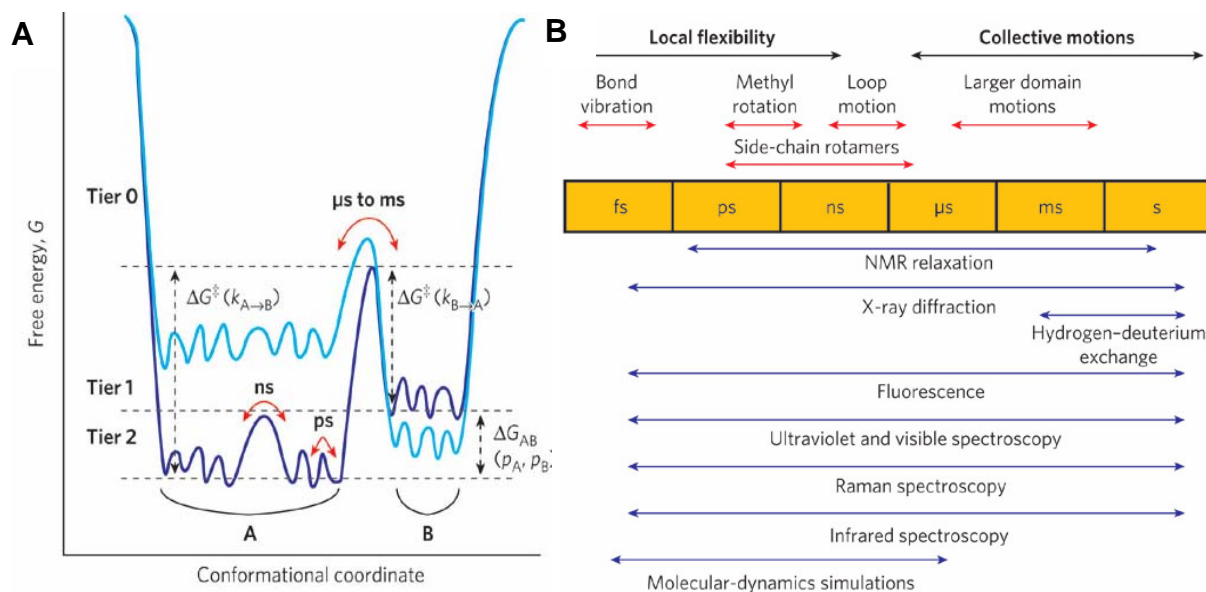 A
Free energy, G
Tier 0
Tier 1
Tier 2
µs to ms
ΔG‡ (kA→B)
ΔG‡ (kB→A)
ns
ps
ΔGAB
(pA, pB
A
B
Conformational coordinate
B
Local flexibility
Collective motions
Bond
vibration
Methyl
rotation
Loop
motion
Larger domain
motions
Side-chain rotamers
fs
ps
ns
µs
ms
s
NMR relaxation
X-ray diffraction
Hydrogen–deuterium
exchange
Fluorescence
Ultraviolet and visible spectroscopy
Raman spectroscopy
Infrared spectroscopy
Molecular-dynamics simulations